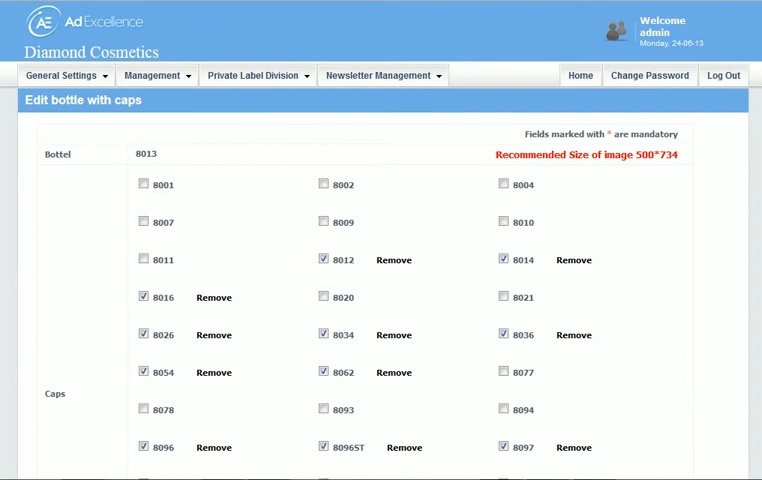 AE AdExcellence
Diamond Cosmetics
Welcome
admin
Monday, 24-06-13
General Settings Management Private Label Division Newsletter Management Home Change Password Log Out
Edit bottle with caps
Fields marked with * are mandatory
Bottel 8013 Recommended Size of image 500*734
8001 8002 8004
8007 8009 8010
8011 8012 Remove 8014 Remove
8016 Remove 8020 8021
8026 Remove 8034 Remove 8036 Remove
8054 Remove 8062 Remove 8077
Caps
8078 8093 8094
8096 Remove 8096ST Remove 8097 Remove